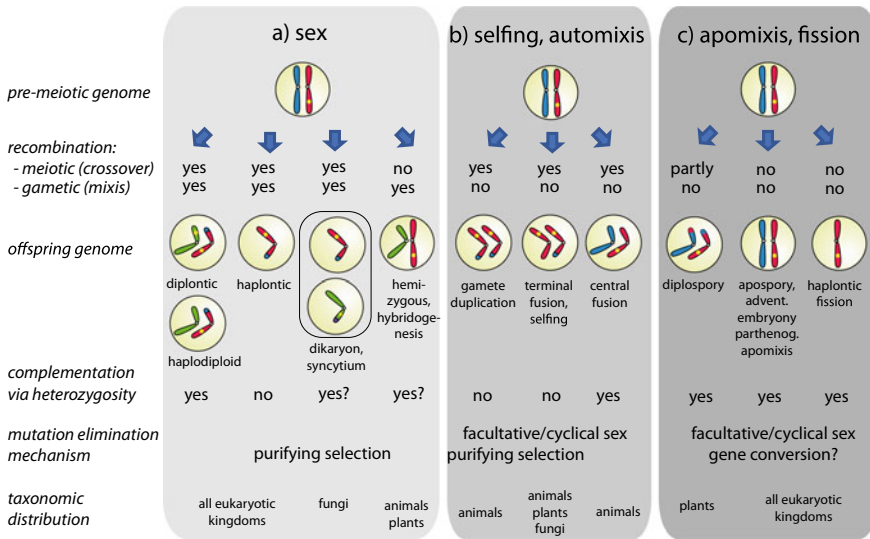 a) sex
b) selfing, automixis
c) apomixis, fission
pre-meiotic genome
recombination:
- meiotic (crossover)
yes yes yes no yes yes yes partly no no
- gametic (mixis)
yes yes yes yes no no no no no no
offspring genome
diplontic
haplontic
haplodiploid
dikaryon,
syncytium
hemi-
zygous,
hybridoge-
nesis
gamete
duplication
terminal
fusion,
selfing
central
fusion
diplospory
apospory,
advent.
embryony
parthenog.
apomixis
haplontic
fission
complementation
via heterozygosity
yes no yes? yes? no no yes yes yes yes
mutation elimination
mechanism
purifying selection
facultative/cyclical sex
purifying selection
facultative/cyclical sex
gene conversion?
taxonomic
distribution
all eukaryotic
kingdoms
fungi
animals
plants
animals
animals
plants
fungi
animals
plants
all eukaryotic
kingdoms